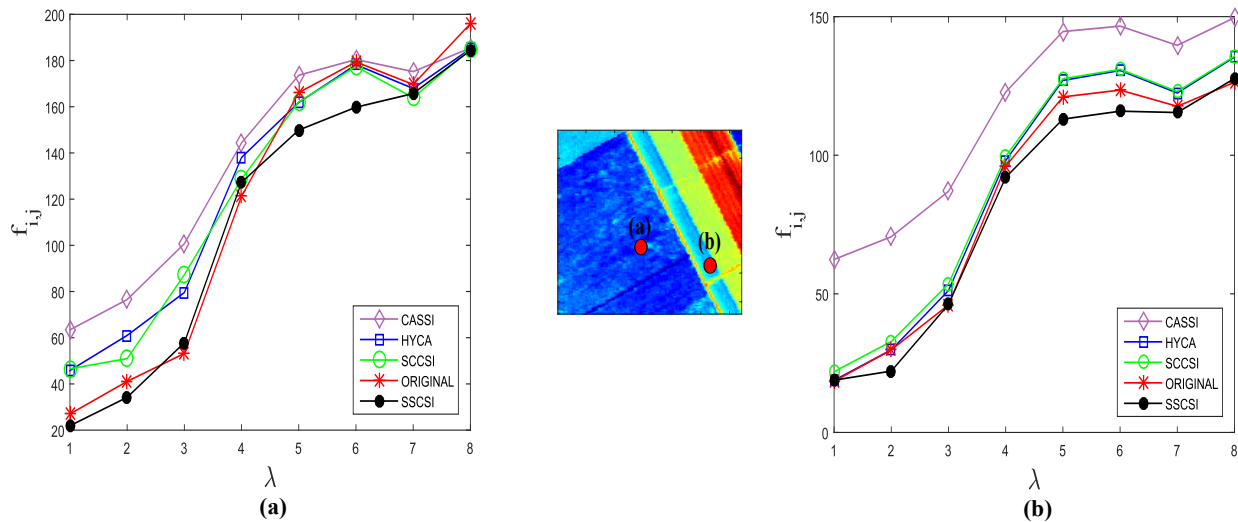 200
180
160
140
120
100
80
60
40
20
f i,j
CASSI
HYCA
SCCSI
ORIGINAL
SSCSI
1 2 3 4 5 6 7 8
λ
(a)
(a)
(b)
150
100
50
0
f i,j
CASSI
HYCA
SCCSI
ORIGINAL
SSCSI
1 2 3 4 5 6 7 8
λ
(b)